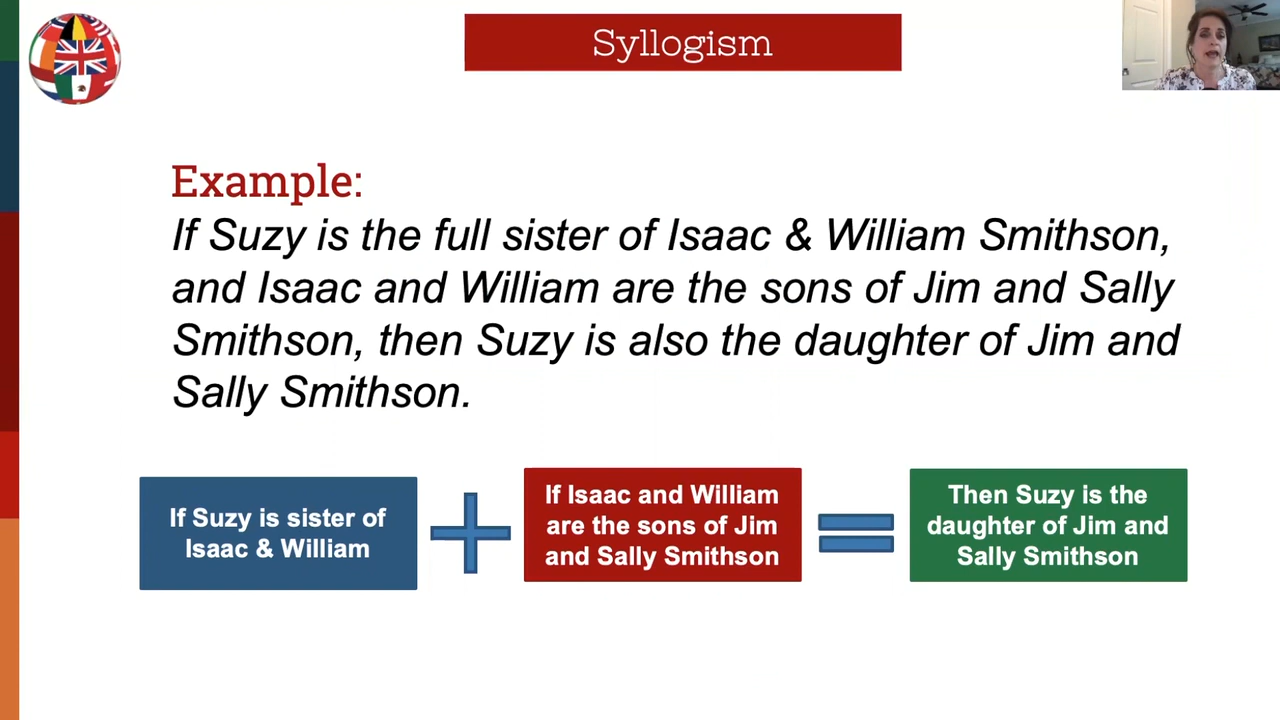 Syllogism
Example:
If Suzy is the full sister of Isaac & William Smithson,
and Isaac and William are the sons of Jim and Sally
Smithson, then Suzy is also the daughter of Jim and
Sally Smithson.
If Suzy is sister of
Isaac & William
If Isaac and William
are the sons of Jim
and Sally Smithson
Then Suzy is the
daughter of Jim and
Sally Smithson